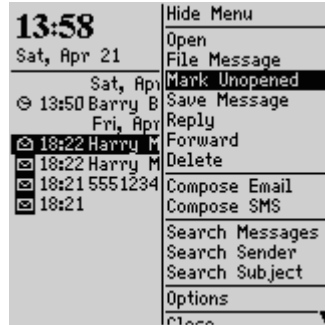 13:58
Sat, Apr 21
Sat, Apr
13:50 Barry B
Fri, Apr
18:22 Harry M
18:22 Harry M
18:21 5551234
18:21
Hide Menu
Open
File Message
Mark Unopened
Save Message
Reply
Forward
Delete
Compose Email
Compose SMS
Search Messages
Search Sender
Search Subject
Options
Close